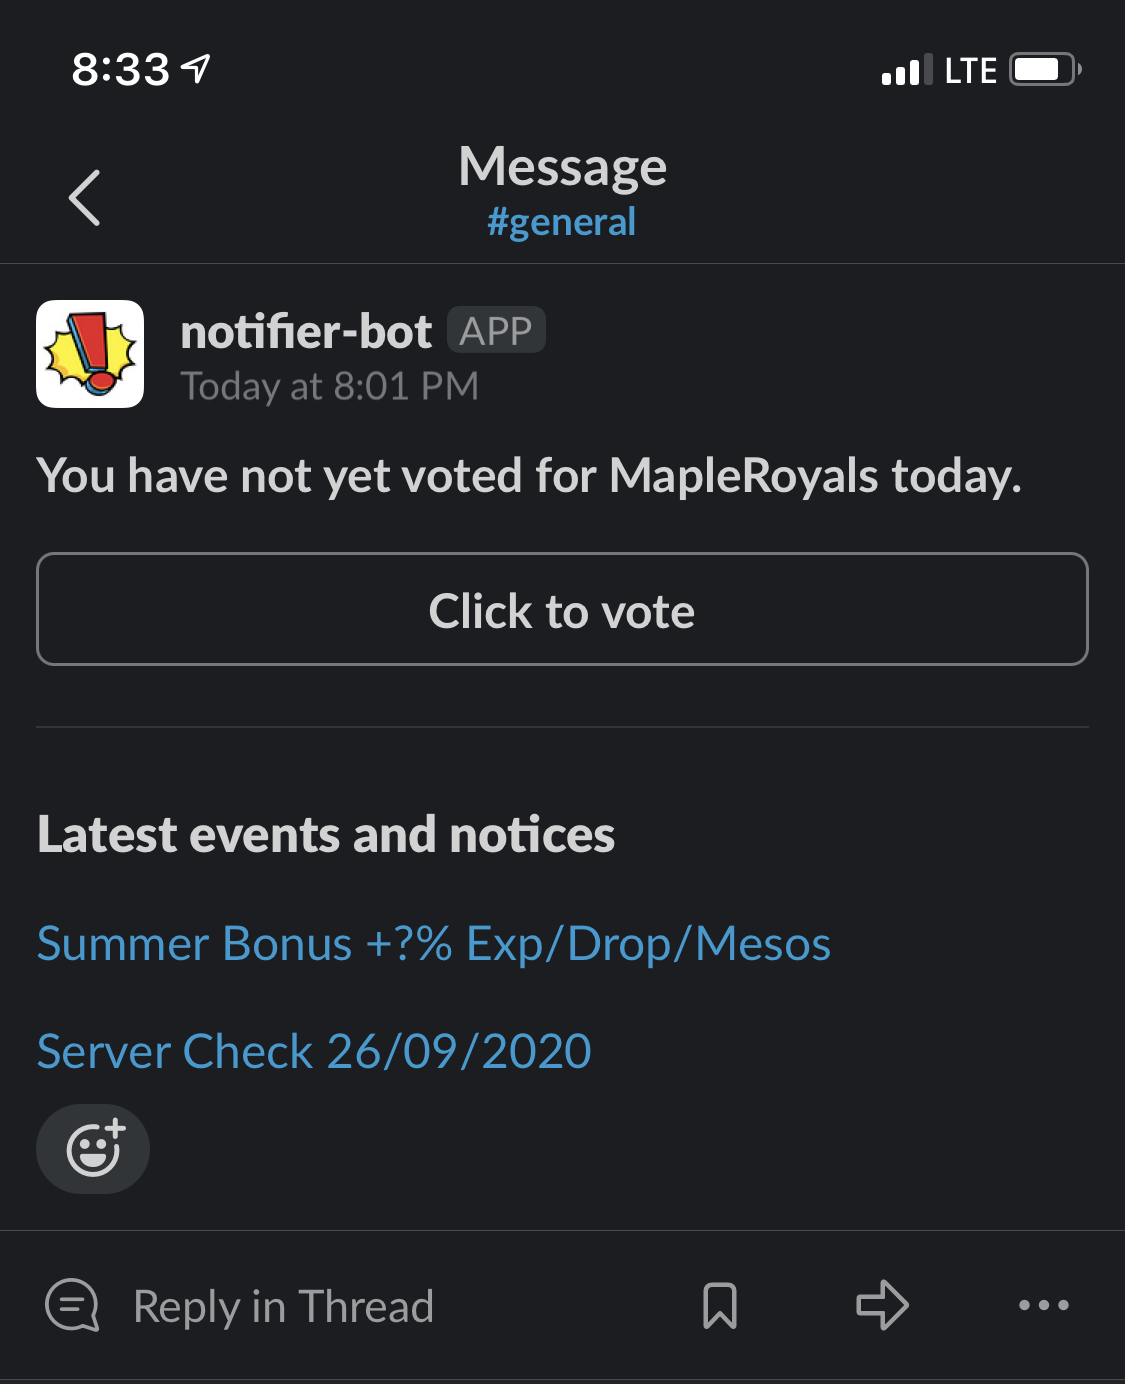 8:33
LTE
Message
#general
notifier-bot APP
Today at 8:01 PM
You have not yet voted for MapleRoyals today.
Click to vote
Latest events and notices
Summer Bonus +?% Exp/Drop/Mesos
Server Check 26/09/2020
Reply in Thread